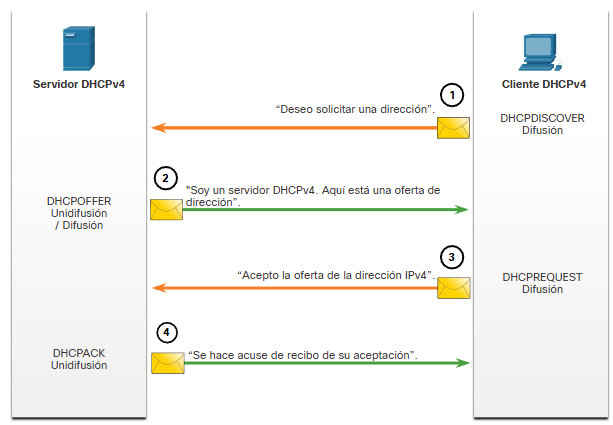 Servidor DHCPv4
Cliente DHCPv4
1
“Deseo solicitar una dirección”.
DHCPDISCOVER
Difusión
2
"Soy un servidor DHCPv4. Aquí está una oferta de
dirección”.
DHCPOFFER
Unidifusión
/ Difusión
3
“Acepto la oferta de la dirección IPv4”.
DHCPREQUEST
Difusión
4
“Se hace acuse de recibo de su aceptación”.
DHCPACK
Unidifusión